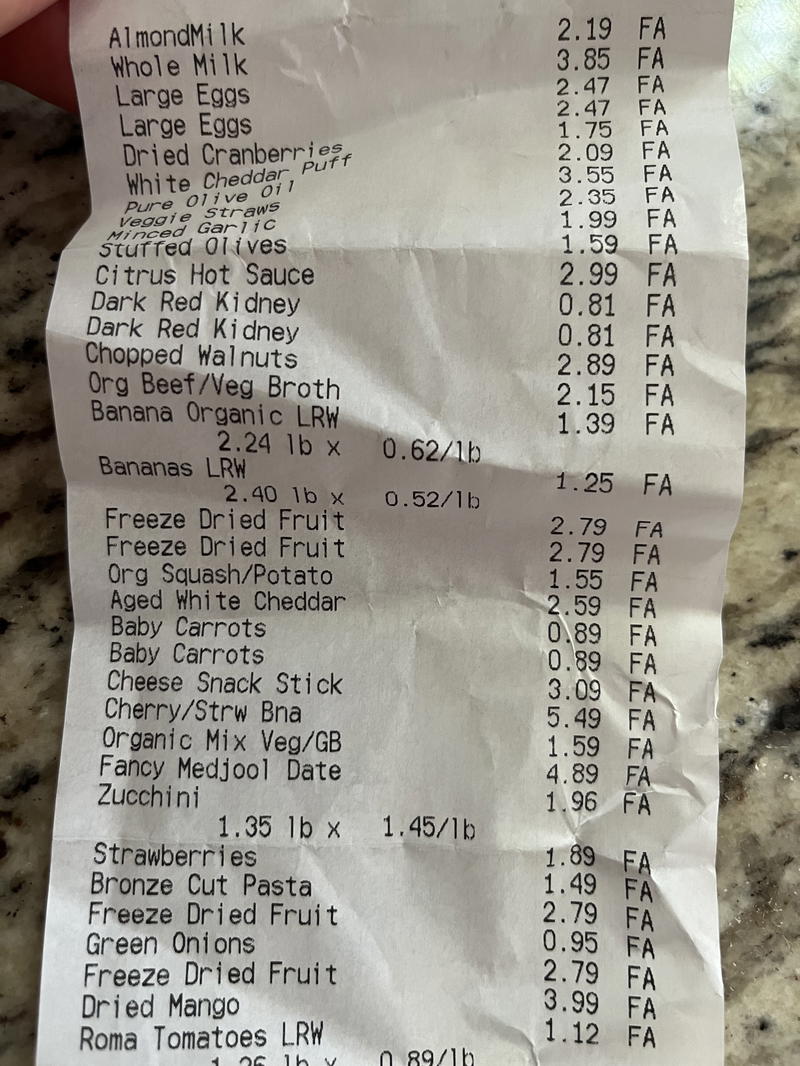 AlmondMilk 2.19 FA
Whole Milk 3.85 FA
Large Eggs 2.47 FA
Large Eggs 2.47 FA
Dried Cranberries 1.75 FA
White Cheddar Puff 2.09 FA
Pure Olive Oil 3.55 FA
Veggie Straws 2.35 FA
Minced Garlic 1.99 FA
Stuffed Olives 1.59 FA
Citrus Hot Sauce 2.99 FA
Dark Red Kidney 0.81 FA
Dark Red Kidney 0.81 FA
Chopped Walnuts 2.89 FA
Org Beef/Veg Broth 2.15 FA
Banana Organic LRW 1.39 FA
2.24 lb x 0.62/lb
Bananas LRW 1.25 FA
2.40 lb x 0.52/lb
Freeze Dried Fruit 2.79 FA
Freeze Dried Fruit 2.79 FA
Org Squash/Potato 1.55 FA
Aged White Cheddar 2.59 FA
Baby Carrots 0.89 FA
Baby Carrots 0.89 FA
Cheese Snack Stick 3.09 FA
Cherry/Strw Bna 5.49 FA
Organic Mix Veg/GB 1.59 FA
Fancy Medjool Date 4.89 FA
Zucchini 1.96 FA
1.35 lb x 1.45/lb
Strawberries 1.89 FA
Bronze Cut Pasta 1.49 FA
Freeze Dried Fruit 2.79 FA
Green Onions 0.95 FA
Freeze Dried Fruit 2.79 FA
Dried Mango 3.99 FA
Roma Tomatoes LRW 1.12 FA
1.26 lb x 0.89/lb